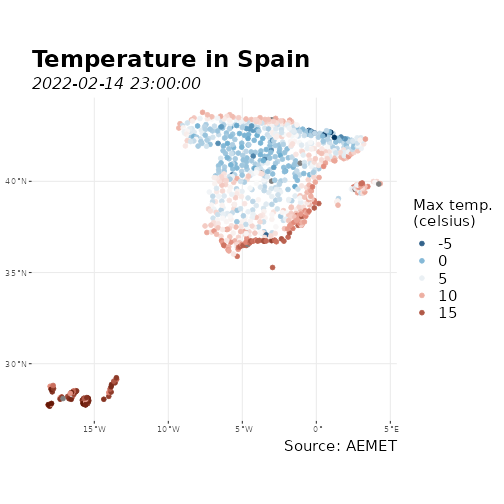 Temperature in Spain
2022-02-14 23:00:00
40°N
35°N
30°N
15°W
10°W
5°W
0°
5°E
Max temp.
(celsius)
-5
0
5
10
15
Source: AEMET